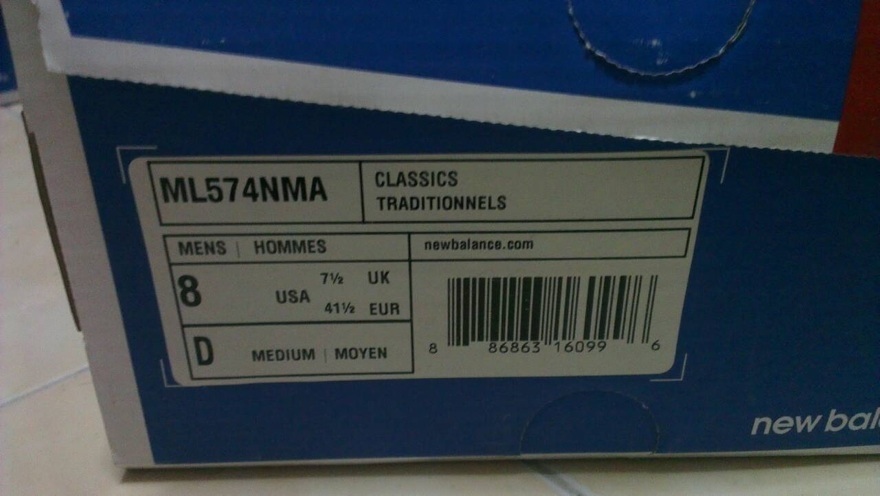 ML574NMA
CLASSICS
TRADITIONNELS
MENS | HOMMES
newbalance.com
8 USA 7½ UK
41½ EUR
D MEDIUM | MOYEN
8 86863 16099 6
new bal